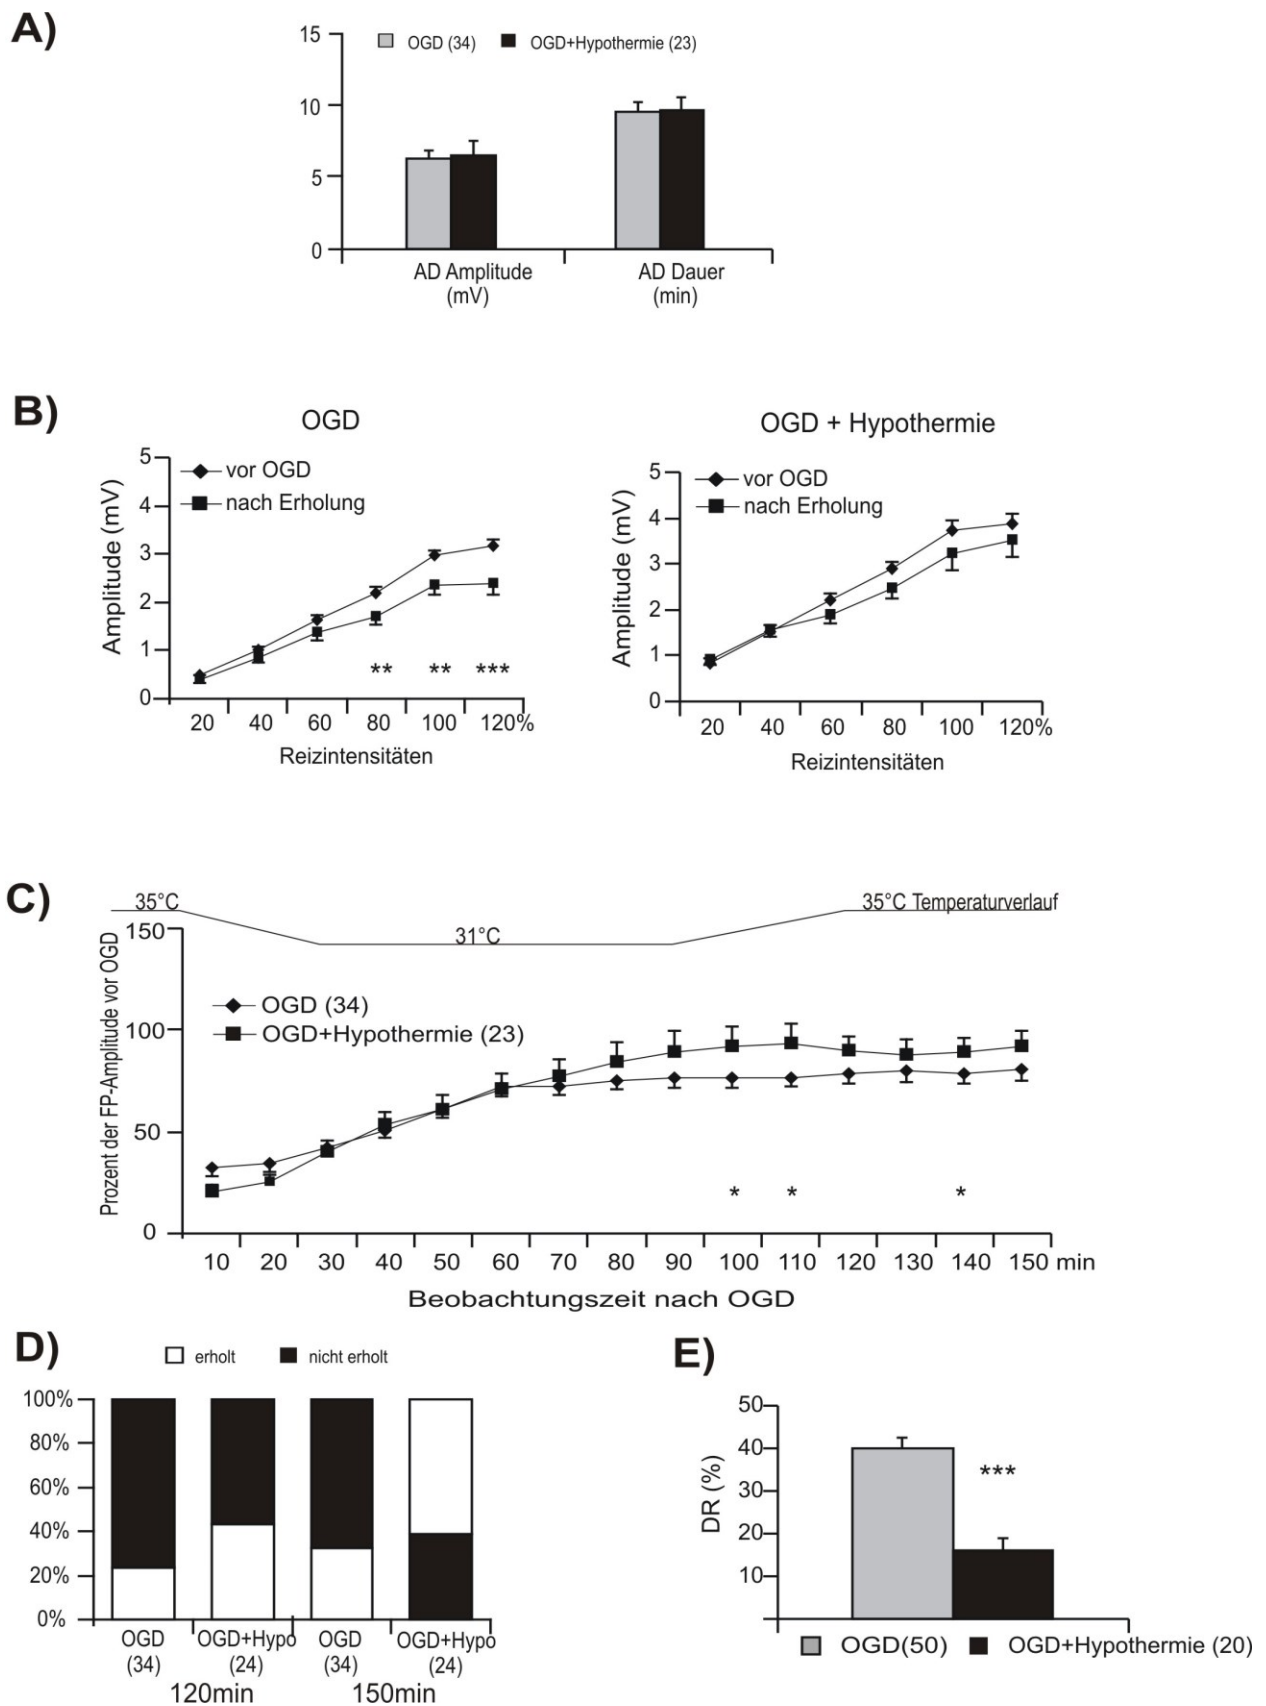 A)
15
10
5
0
OGD (34) OGD+Hypothermie (23)
AD Amplitude
(mV)
AD Dauer
(min)
B)
OGD
5
4
3
2
1
0
Amplitude (mV)
vor OGD
nach Erholung
** ** ***
20 40 60 80 100 120%
Reizintensitäten
OGD + Hypothermie
5
4
3
2
1
0
Amplitude (mV)
vor OGD
nach Erholung
20 40 60 80 100 120%
Reizintensitäten
C)
35°C
31°C
35°C Temperaturverlauf
150
100
50
0
Prozent der FP-Amplitude vor OGD
OGD (34)
OGD+Hypothermie (23)
* * *
10 20 30 40 50 60 70 80 90 100 110 120 130 140 150 min
Beobachtungszeit nach OGD
D)
erholt nicht erholt
100%
80%
60%
40%
20%
0%
OGD OGD+Hypo OGD OGD+Hypo
(34) (24) (34) (24)
120min 150min
E)
50
40
30
20
10
DR (%)
***
OGD(50) OGD+Hypothermie (20)